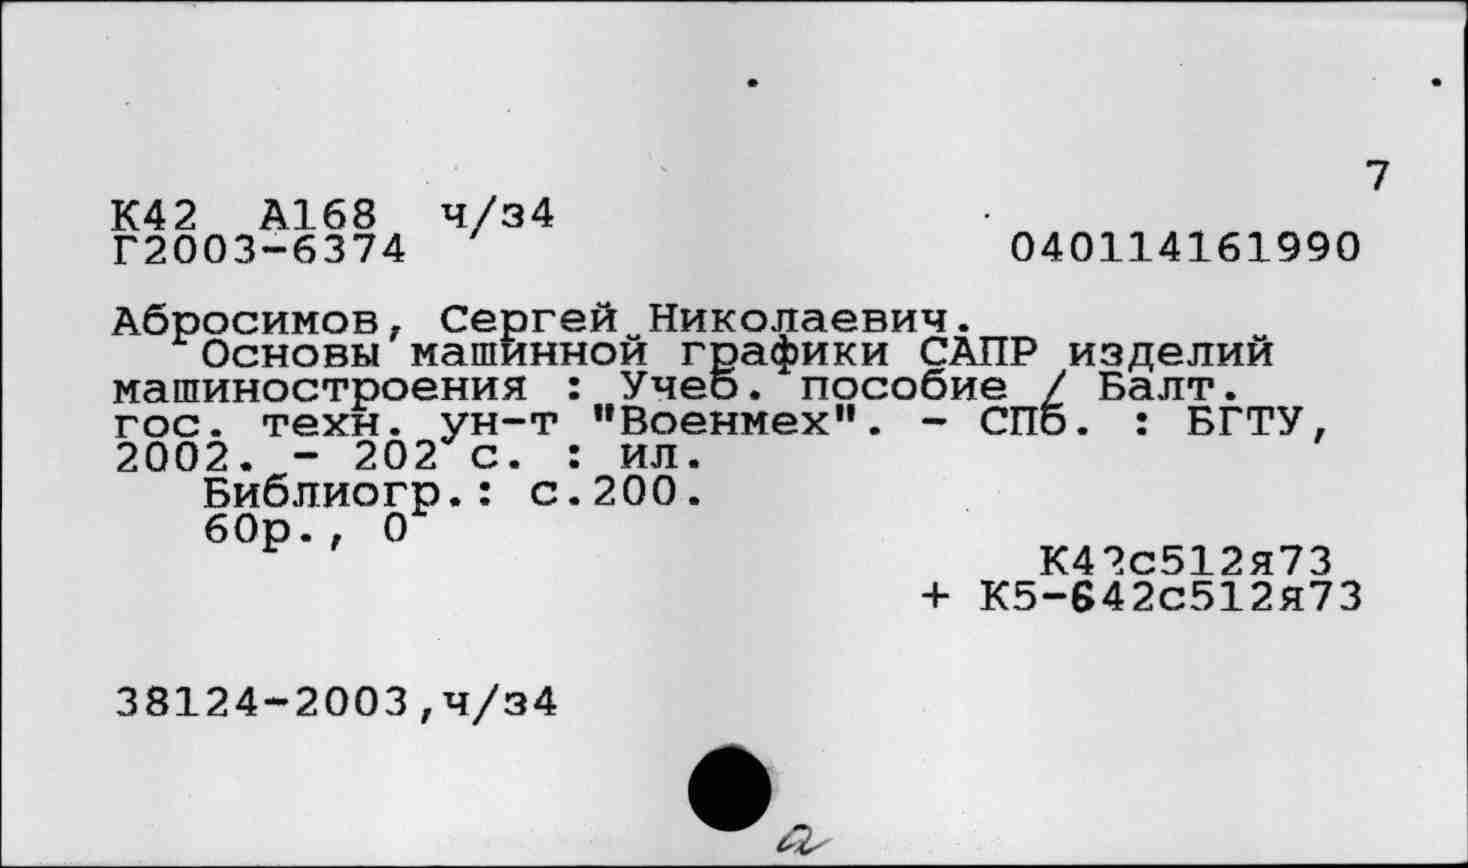 7
К42 А168 ч/з4
Г2003-6374 040114161990
Абросимов, Сергей Николаевич.
Основы машинной графики САПР изделий
машиностроения : Учеб. пособие / Балт.
гос. техн. ун-т "Военмех". - СПб. : БГТУ,
2002. - 202 с. : ил.
Библиогр.: с.200.
60р., 0
К42с512я73
+ К5-642с512я73
38124-2003,ч/з4